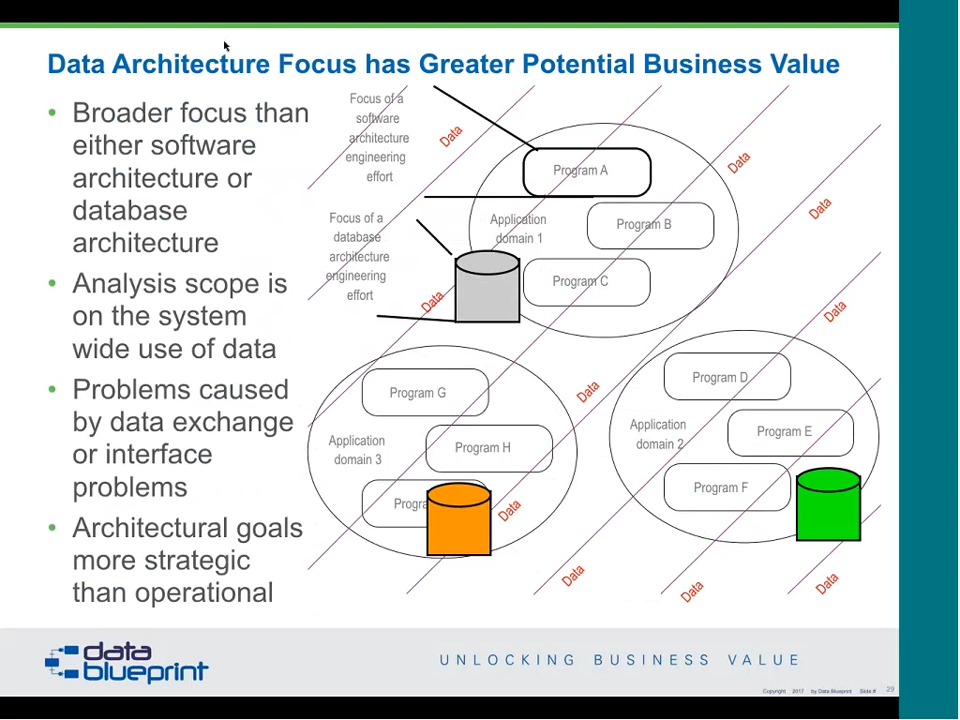 Data Architecture Focus has Greater Potential Business Value
• Broader focus than
either software
architecture or
database
architecture
• Analysis scope is
on the system
wide use of data
• Problems caused
by data exchange
or interface
problems
• Architectural goals
more strategic
than operational
Focus of a
software
architecture
engineering
effort
Data
Program A
Data
Focus of a
database
architecture
engineering
effort
Application
domain 1
Program B
Data
Program C
Data
Data
Program G
Data
Program D
Application
domain 3
Program H
Application
domain 2
Program E
Progra
Data
Program F
Data
Data
Data
data
blueprint
UNLOCKING BUSINESS VALUE
Copyright 2017 by Data Blueprint Slide # 29